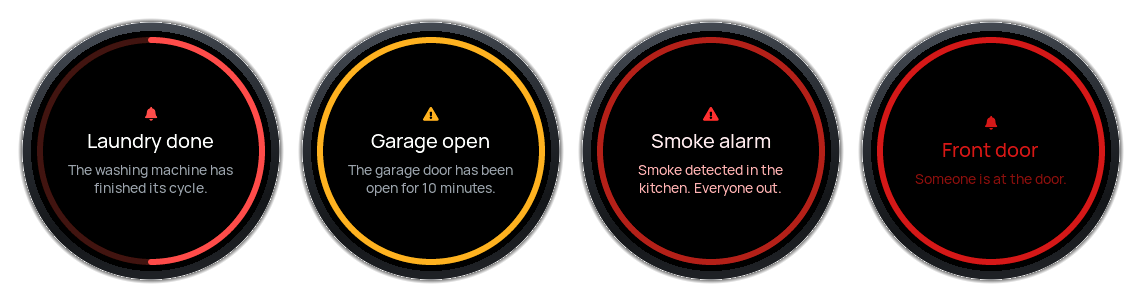 Laundry done
The washing machine has
finished its cycle.
Garage open
The garage door has been
open for 10 minutes.
Smoke alarm
Smoke detected in the
kitchen. Everyone out.
Front door
Someone is at the door.